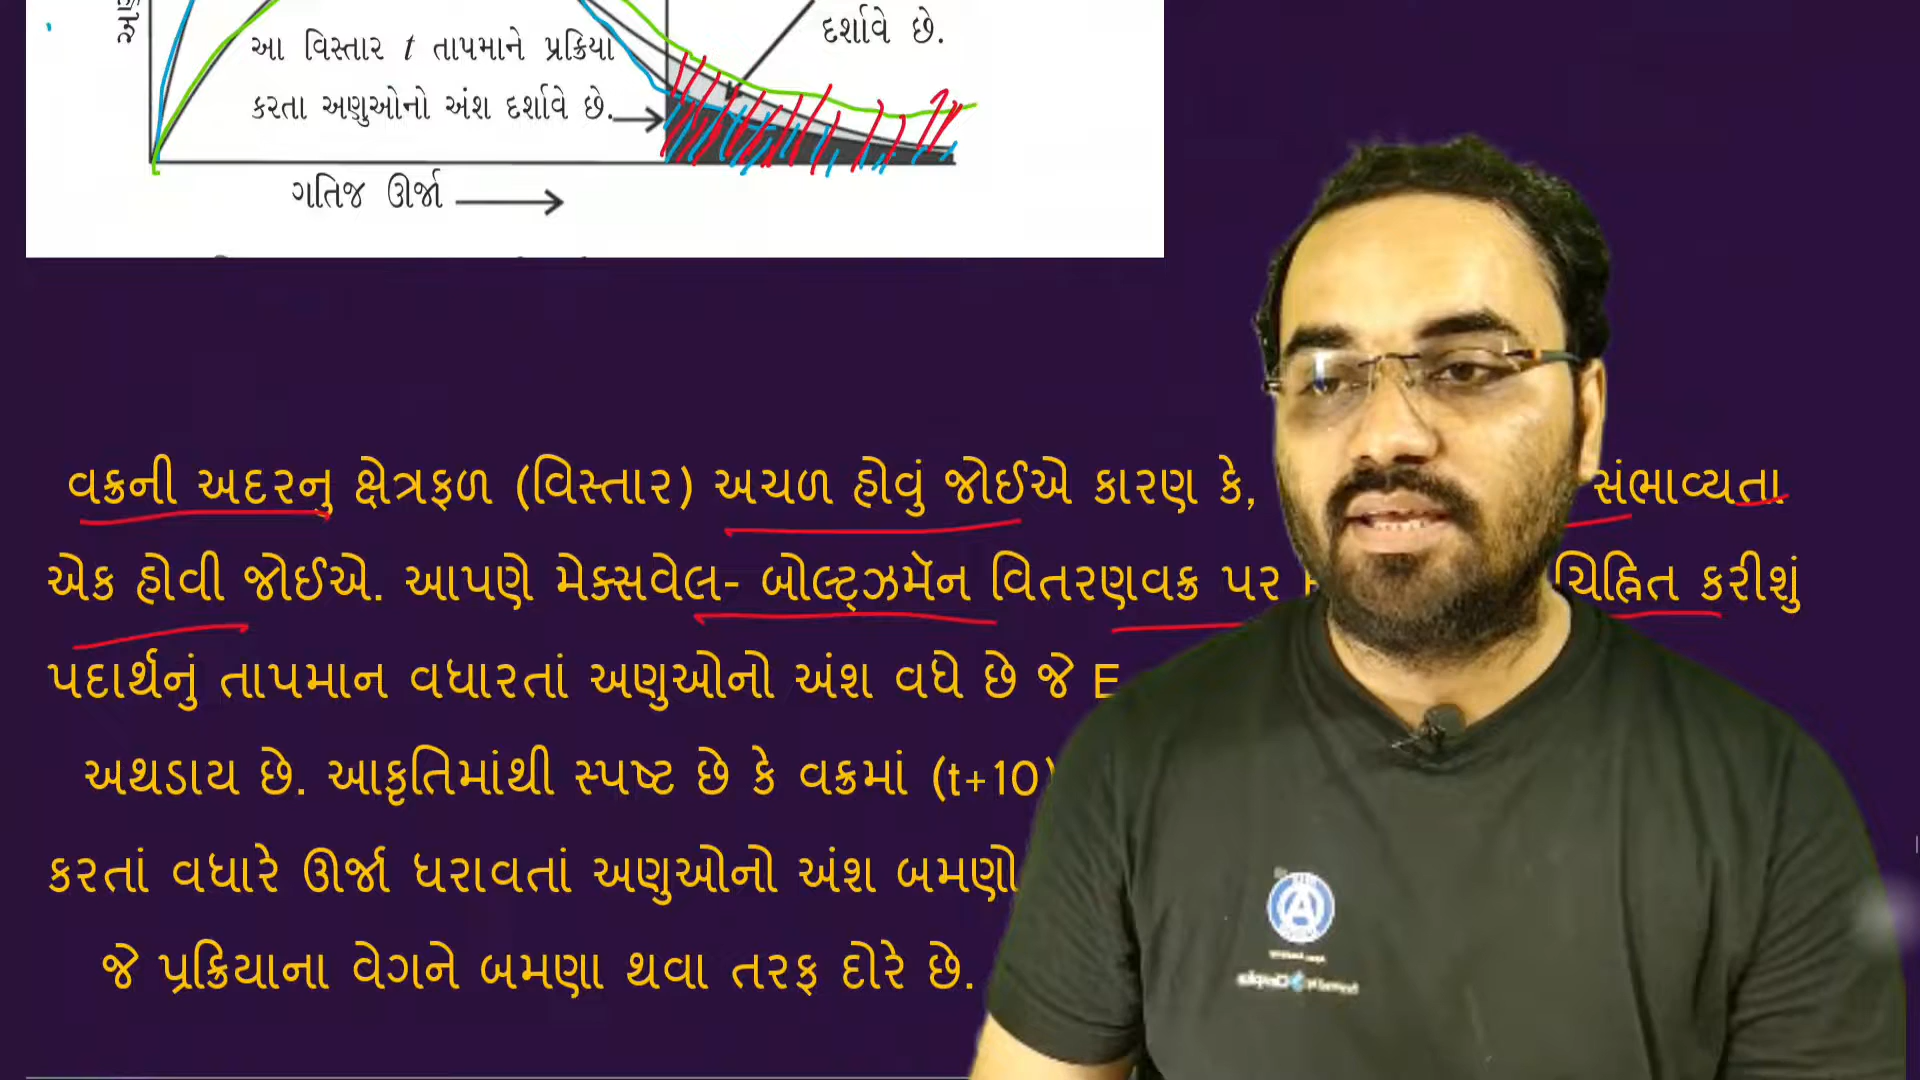 દર્શાવે છે.
આ વિસ્તાર t તાપમાને પ્રક્રિયા
કરતા અણુઓનો અંશ દર્શાવે છે.
ગતિજ ઊર્જા
વક્રની અદરનુ ક્ષેત્રફળ (વિસ્તાર) અચળ હોવું જોઈએ કારણ કે, સંભાવ્યતા
એક હોવી જોઈએ. આપણે મેક્સવેલ- બોલ્ટ્ઝમૅન વિતરણવક્ર પર ચિહ્નિત કરીશું
પદાર્થનું તાપમાન વધારતાં અણુઓનો અંશ વધે છે જે E
અથડાય છે. આકૃતિમાંથી સ્પષ્ટ છે કે વક્રમાં (t+10)
કરતાં વધારે ઊર્જા ધરાવતાં અણુઓનો અંશ બમણો
જે પ્રક્રિયાના વેગને બમણા થવા તરફ દોરે છે.